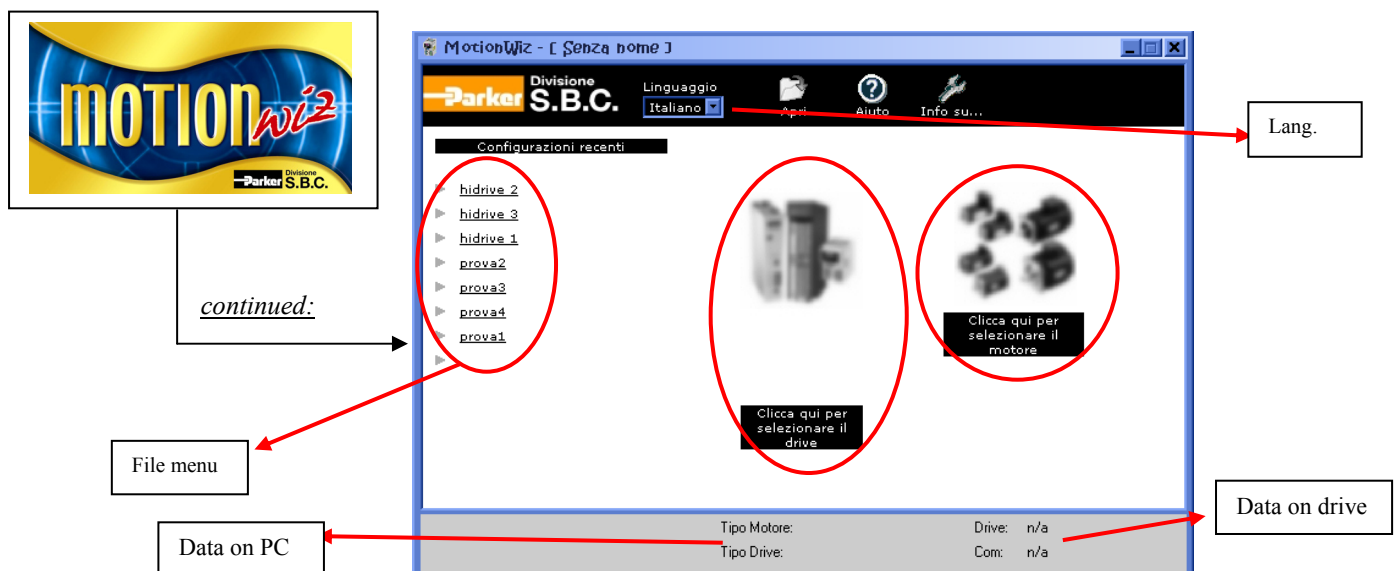 MOTION wiz
Parker Divisione S.B.C.
continued:
MotionWiz - [ Senza nome ]
Parker Divisione S.B.C.
Linguaggio
Italiano
Apri
Aiuto
Info su...
Lang.
Configurazioni recenti
hidrive 2
hidrive 3
hidrive 1
prova2
prova3
prova4
prova1
Clicca qui per
selezionare il
drive
Clicca qui per
selezionare il
motore
File menu
Data on PC
Tipo Motore:
Tipo Drive:
Drive: n/a
Com: n/a
Data on drive